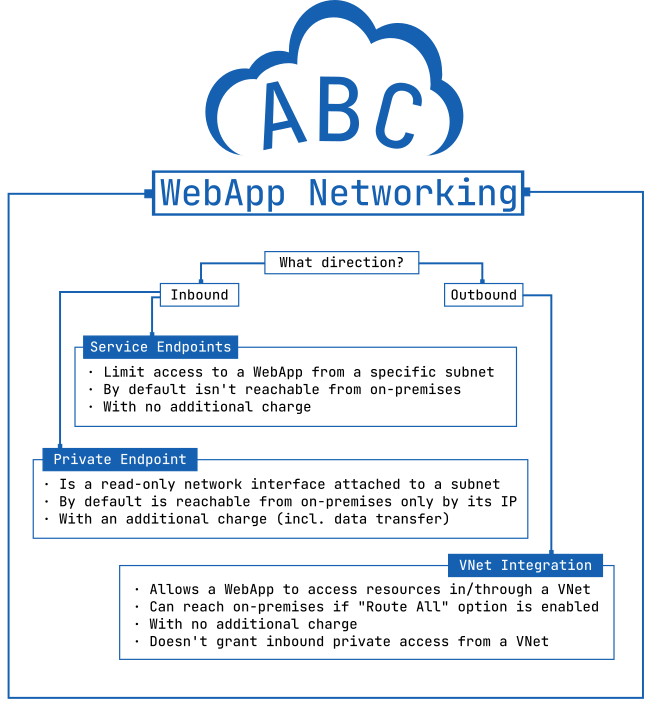 ABC
WebApp Networking
What direction?
Inbound
Outbound
Service Endpoints
· Limit access to a WebApp from a specific subnet
· By default isn't reachable from on-premises
· With no additional charge
Private Endpoint
· Is a read-only network interface attached to a subnet
· By default is reachable from on-premises only by its IP
· With an additional charge (incl. data transfer)
VNet Integration
· Allows a WebApp to access resources in/through a VNet
· Can reach on-premises if "Route All" option is enabled
· With no additional charge
· Doesn't grant inbound private access from a VNet